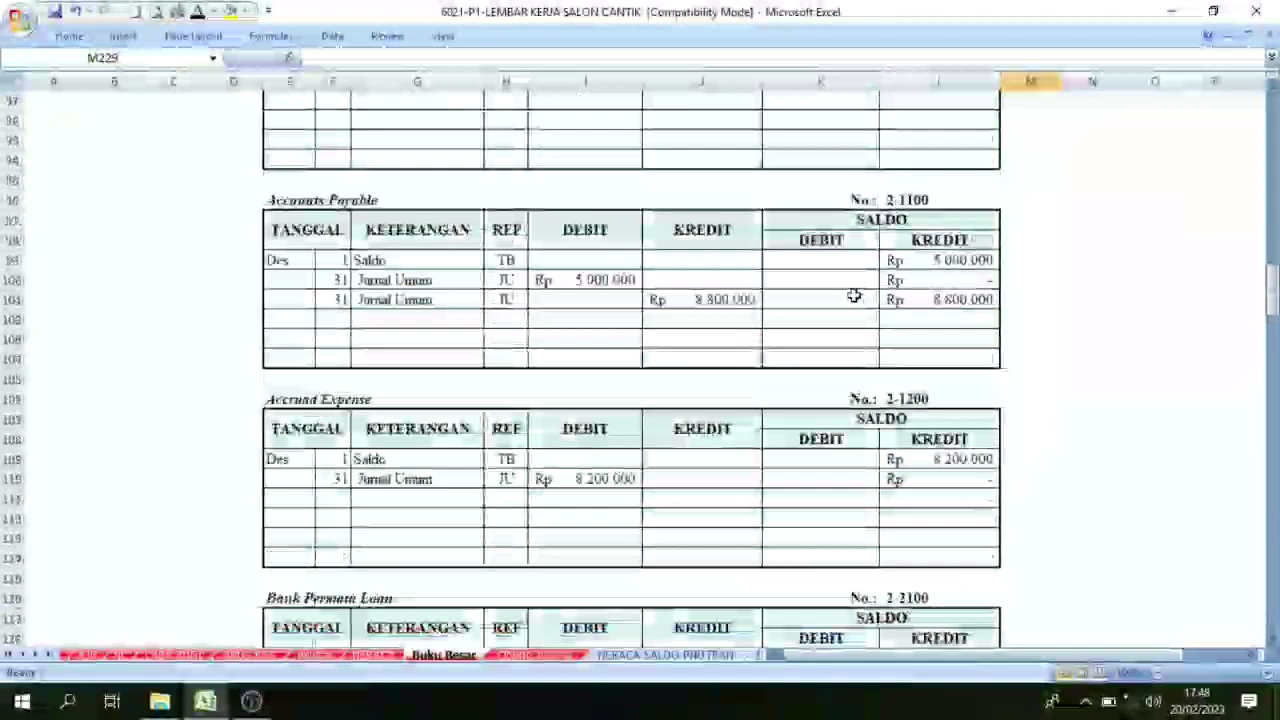 6021-P1-LEMBAR KERJA SALON CANTIK [Compatibility Mode] - Microsoft Excel
Home Insert Page Layout Formulas Data Review View
M229
Accounts Payable No.: 2-1100
TANGGAL KETERANGAN REF DEBIT KREDIT SALDO
DEBIT KREDIT
Des 1 Saldo TB Rp 5.000.000
31 Jurnal Umum JU Rp 5.000.000 Rp -
31 Jurnal Umum JU Rp 8.800.000 Rp 8.800.000
Accrued Expense No.: 2-1200
TANGGAL KETERANGAN REF DEBIT KREDIT SALDO
DEBIT KREDIT
Des 1 Saldo TB Rp 8.200.000
31 Jurnal Umum JU Rp 8.200.000 Rp -
Bank Permata Loan No.: 2-2100
TANGGAL KETERANGAN REF DEBIT KREDIT SALDO
DEBIT KREDIT
Buku Besar
Ready
17.48
20/02/2023